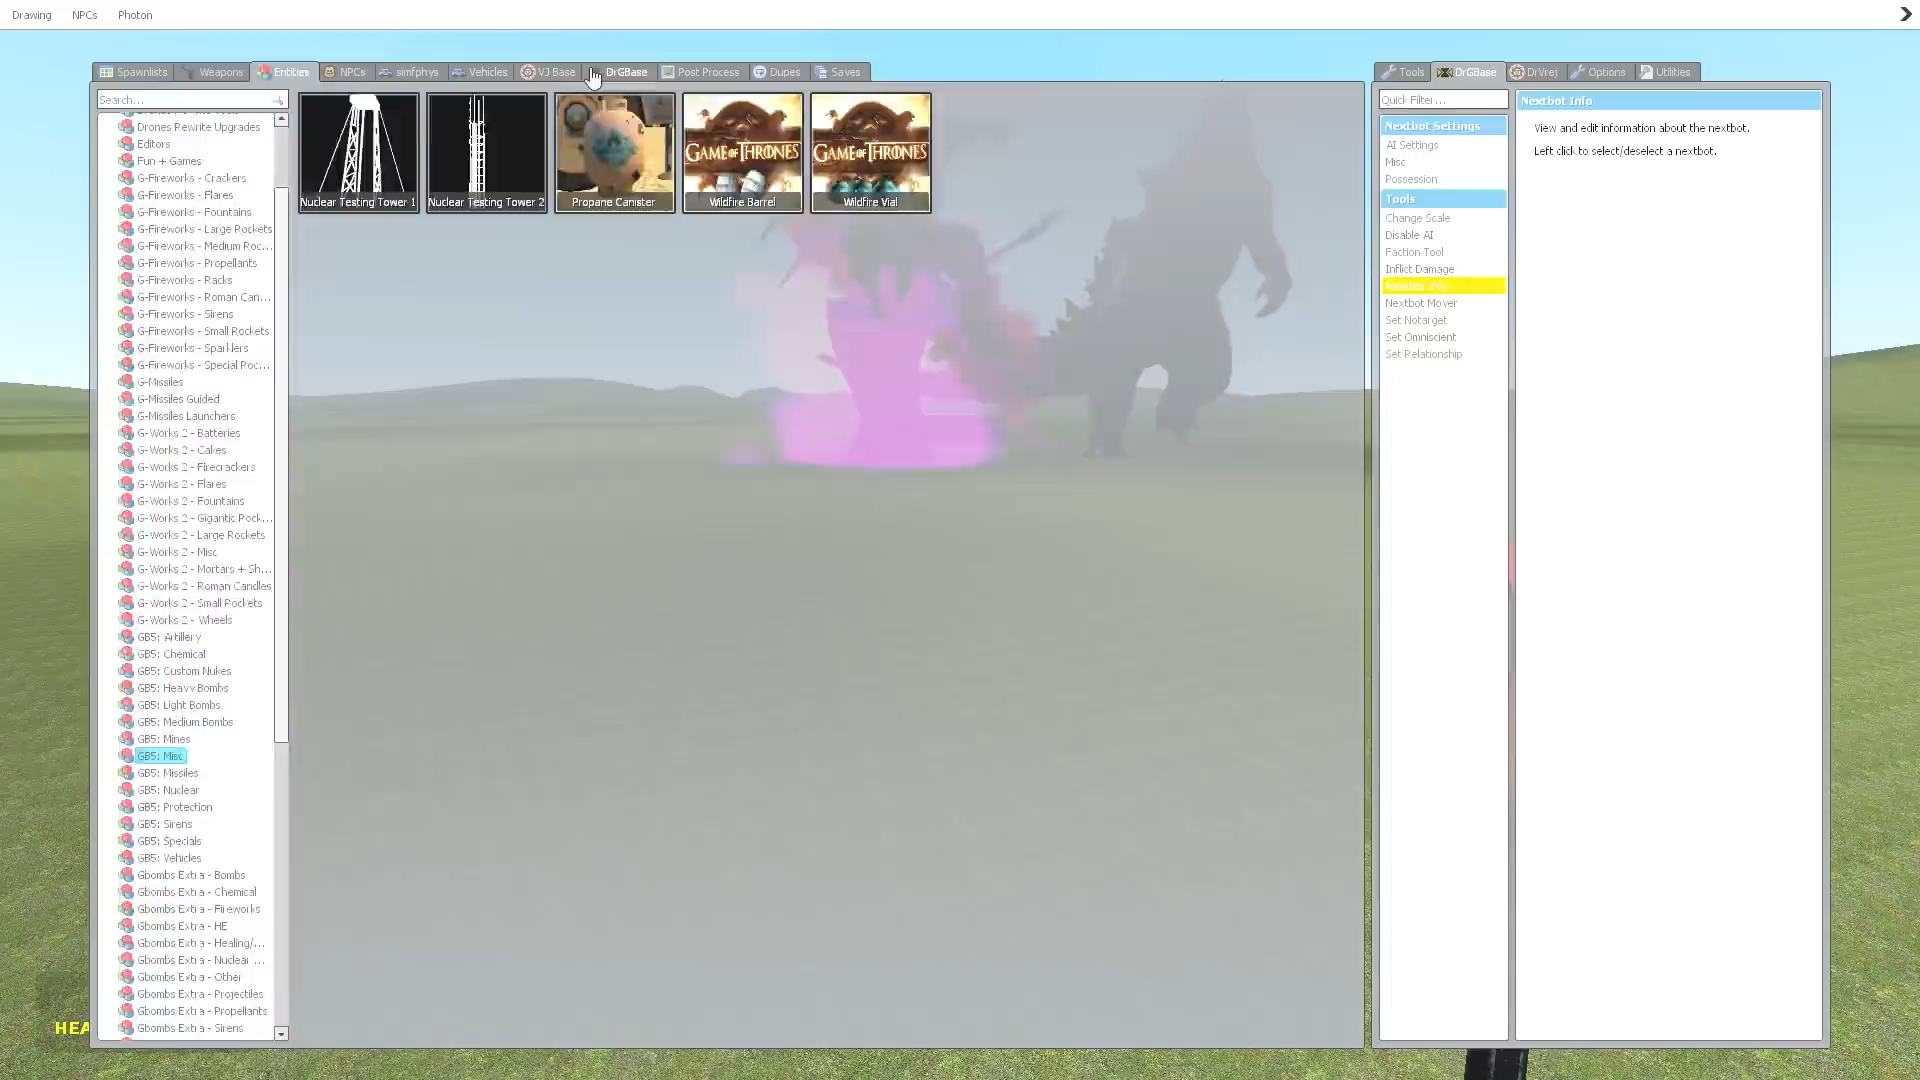 Drawing NPCs Photon
Spawnlists Weapons Entities NPCs simfphys Vehicles VJ Base DrGBase Post Process Dupes Saves
Search...
Drones Rewrite Upgrades
Editors
Fun + Games
G-Fireworks - Crackers
G-Fireworks - Flares
G-Fireworks - Fountains
G-Fireworks - Large Rockets
G-Fireworks - Medium Roc...
G-Fireworks - Propellants
G-Fireworks - Racks
G-Fireworks - Roman Can...
G-Fireworks - Sirens
G-Fireworks - Small Rockets
G-Fireworks - Sparklers
G-Fireworks - Special Roc...
G-Missiles
G-Missiles Guided
G-Missiles Launchers
G-Works 2 - Batteries
G-Works 2 - Cakes
G-Works 2 - Firecrackers
G-Works 2 - Flares
G-Works 2 - Fountains
G-Works 2 - Gigantic Rock...
G-Works 2 - Large Rockets
G-Works 2 - Misc
G-Works 2 - Mortars + Sh...
G-Works 2 - Roman Candles
G-Works 2 - Small Rockets
G-Works 2 - Wheels
GB5: Artillery
GB5: Chemical
GB5: Custom Nukes
GB5: Heavy Bombs
GB5: Light Bombs
GB5: Medium Bombs
GB5: Mines
GB5: Misc
GB5: Missiles
GB5: Nuclear
GB5: Protection
GB5: Sirens
GB5: Specials
GB5: Vehicles
Gbombs Extra - Bombs
Gbombs Extra - Chemical
Gbombs Extra - Fireworks
Gbombs Extra - HE
Gbombs Extra - Healing/...
Gbombs Extra - Nuclear ...
Gbombs Extra - Other
Gbombs Extra - Projectiles
Gbombs Extra - Propellants
Gbombs Extra - Sirens
GAME OF THRONES
GAME OF THRONES
Nuclear Testing Tower 1
Nuclear Testing Tower 2
Propane Canister
Wildfire Barrel
Wildfire Vial
HEA
Tools DrGBase DrVrej Options Utilities
Quick Filter...
Nextbot Settings
AI Settings
Misc
Possession
Tools
Change Scale
Disable AI
Faction Tool
Inflict Damage
Nextbot Info
Nextbot Mover
Set Notarget
Set Omniscient
Set Relationship
Nextbot Info
View and edit information about the nextbot.
Left click to select/deselect a nextbot.